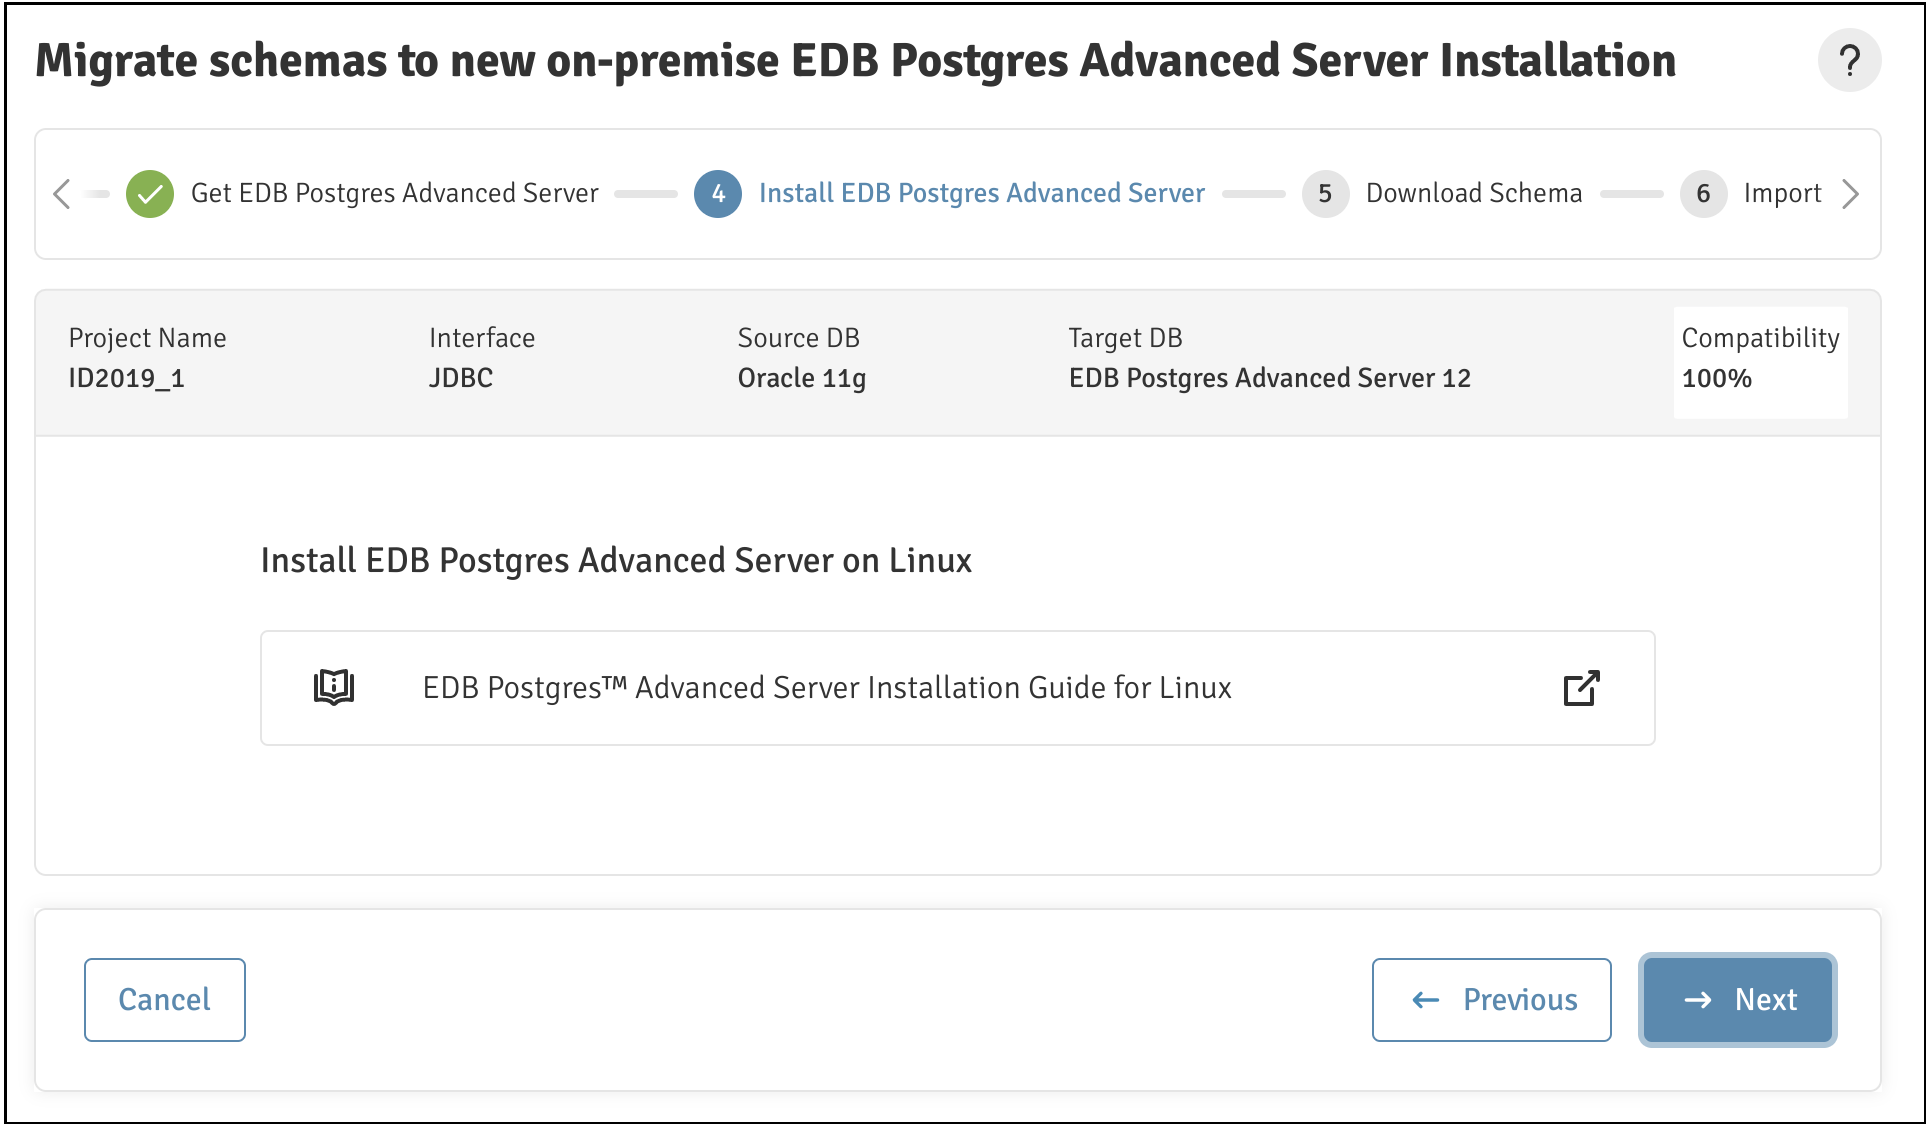 Migrate schemas to new on-premise EDB Postgres Advanced Server Installation
?
Get EDB Postgres Advanced Server
4 Install EDB Postgres Advanced Server
5 Download Schema
6 Import
Project Name
ID2019_1
Interface
JDBC
Source DB
Oracle 11g
Target DB
EDB Postgres Advanced Server 12
Compatibility
100%
Install EDB Postgres Advanced Server on Linux
EDB Postgres™ Advanced Server Installation Guide for Linux
Cancel
← Previous
→ Next